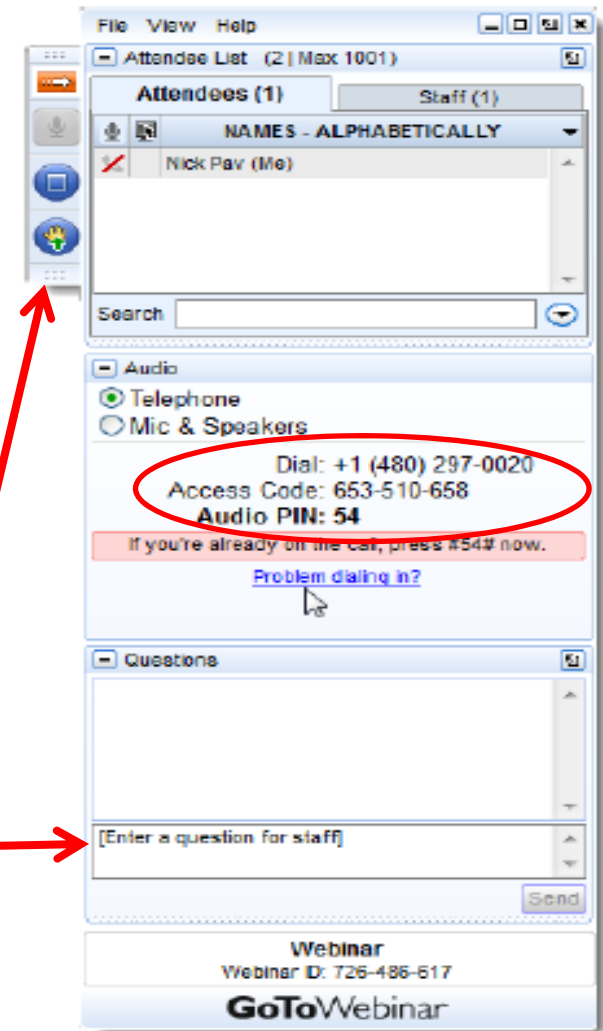 File View Help
Attendee List (2 | Max 1001)
Attendees (1) Staff (1)
NAMES - ALPHABETICALLY
Nick Pav (Me)
Search
Audio
Telephone
Mic & Speakers
Dial: +1 (480) 297-0020
Access Code: 653-510-658
Audio PIN: 54
If you're already on the call, press #54# now.
Problem dialing in?
Questions
[Enter a question for staff]
Send
Webinar
Webinar ID: 726-486-617
GoToWebinar